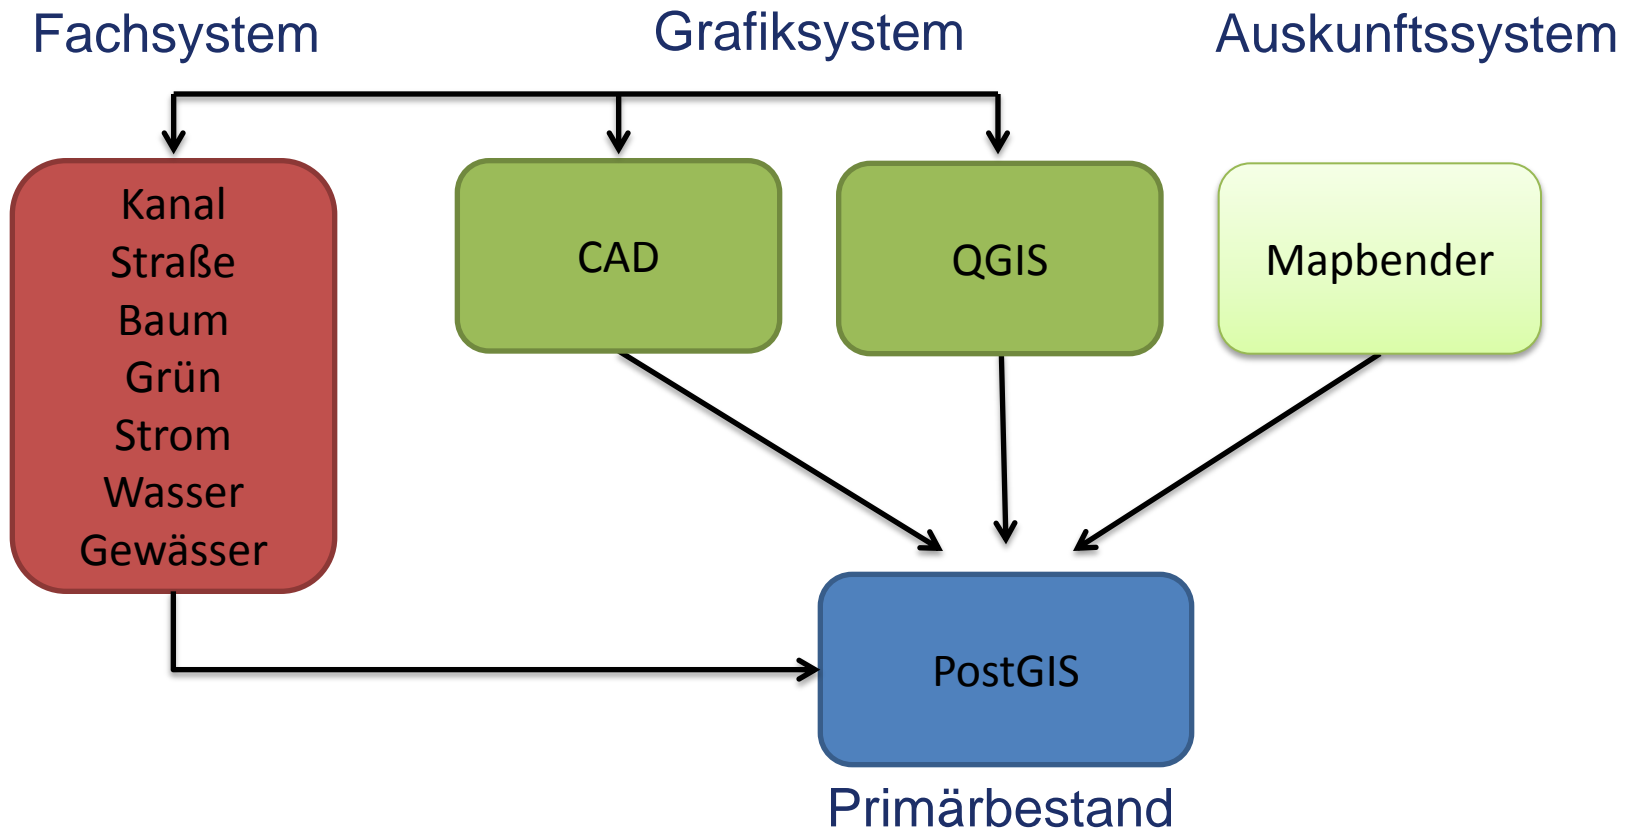 Fachsystem
Grafiksystem
Auskunftssystem
Kanal
Straße
Baum
Grün
Strom
Wasser
Gewässer
CAD
QGIS
Mapbender
PostGIS
Primärbestand